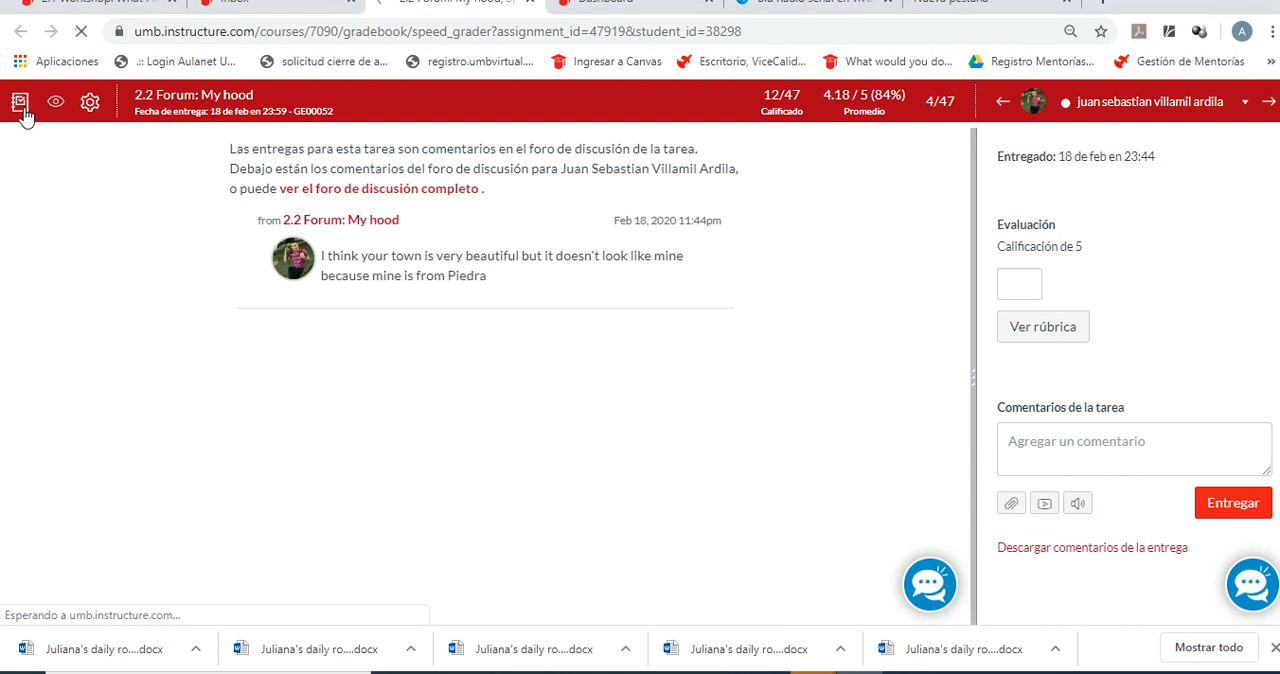 Inbox
2.2 Forum: My hood, S
Dashboard
Nueva pestaña
umb.instructure.com/courses/7090/gradebook/speed_grader?assignment_id=47919&student_id=38298
A
Aplicaciones .:: Login Aulanet U... solicitud cierre de a... registro.umbvirtual.... Ingresar a Canvas Escritorio, ViceCalid... What would you do... Registro Mentorías... Gestión de Mentorías »
2.2 Forum: My hood
Fecha de entrega: 18 de feb en 23:59 - GE00052
12/47
Calificado
4.18 / 5 (84%)
Promedio
4/47
juan sebastian villamil ardila
Las entregas para esta tarea son comentarios en el foro de discusión de la tarea.
Debajo están los comentarios del foro de discusión para Juan Sebastian Villamil Ardila,
o puede ver el foro de discusión completo .
from 2.2 Forum: My hood Feb 18, 2020 11:44pm
I think your town is very beautiful but it doesn't look like mine
because mine is from Piedra
Entregado: 18 de feb en 23:44
Evaluación
Calificación de 5
Ver rúbrica
Comentarios de la tarea
Agregar un comentario
Entregar
Descargar comentarios de la entrega
Esperando a umb.instructure.com...
Juliana's daily ro....docx Juliana's daily ro....docx Juliana's daily ro....docx Juliana's daily ro....docx Juliana's daily ro....docx Mostrar todo